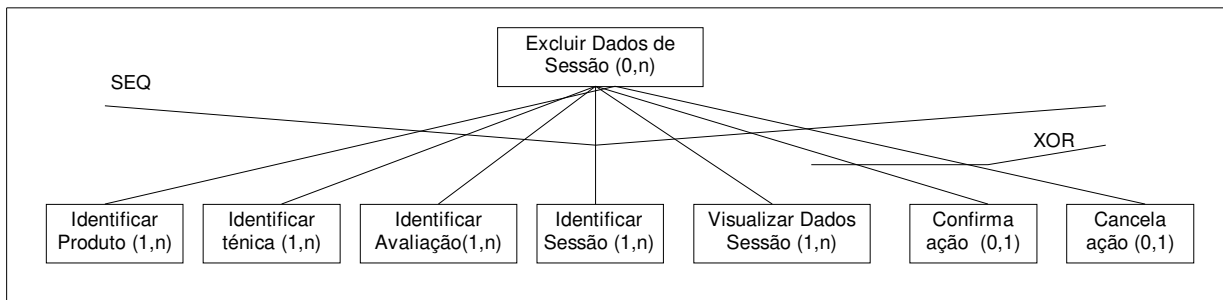 Excluir Dados de
Sessão (0,n)
SEQ
XOR
Identificar
Produto (1,n)
Identificar
ténica (1,n)
Identificar
Avaliação(1,n)
Identificar
Sessão (1,n)
Visualizar Dados
Sessão (1,n)
Confirma
ação (0,1)
Cancela
ação (0,1)